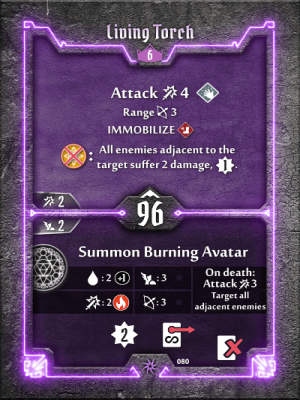 Living Torch
6
Attack 4
Range 3
IMMOBILIZE
: All enemies adjacent to the
target suffer 2 damage, 1.
2
96
2
Summon Burning Avatar
: 2 +1 : 3
: 2 : 3
On death:
Attack 3
Target all
adjacent enemies
2
080